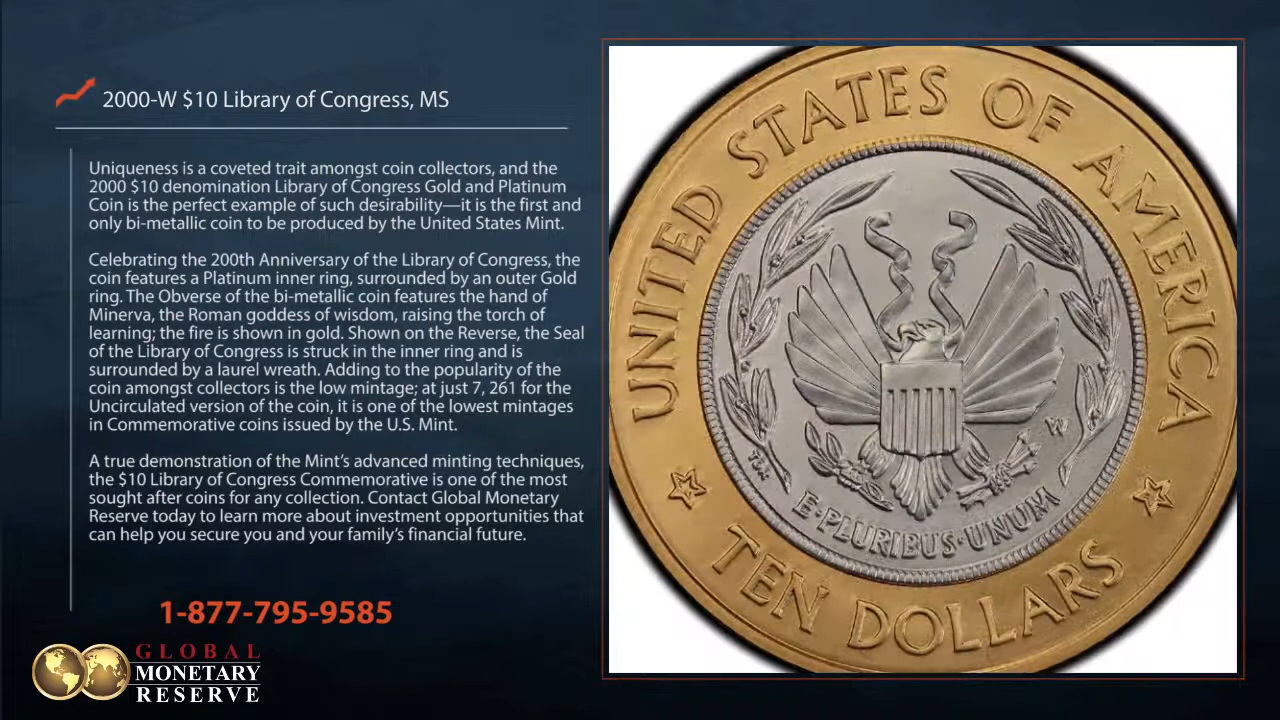 2000-W $10 Library of Congress, MS
Uniqueness is a coveted trait amongst coin collectors, and the
2000 $10 denomination Library of Congress Gold and Platinum
Coin is the perfect example of such desirability—it is the first and
only bi-metallic coin to be produced by the United States Mint.
Celebrating the 200th Anniversary of the Library of Congress, the
coin features a Platinum inner ring, surrounded by an outer Gold
ring. The Obverse of the bi-metallic coin features the hand of
Minerva, the Roman goddess of wisdom, raising the torch of
learning; the fire is shown in gold. Shown on the Reverse, the Seal
of the Library of Congress is struck in the inner ring and is
surrounded by a laurel wreath. Adding to the popularity of the
coin amongst collectors is the low mintage; at just 7, 261 for the
Uncirculated version of the coin, it is one of the lowest mintages
in Commemorative coins issued by the U.S. Mint.
A true demonstration of the Mint's advanced minting techniques,
the $10 Library of Congress Commemorative is one of the most
sought after coins for any collection. Contact Global Monetary
Reserve today to learn more about investment opportunities that
can help you secure you and your family's financial future.
1-877-795-9585
GLOBAL
MONETARY
RESERVE
UNITED STATES OF AMERICA
W
E·PLURIBUS·UNUM
TEN DOLLARS